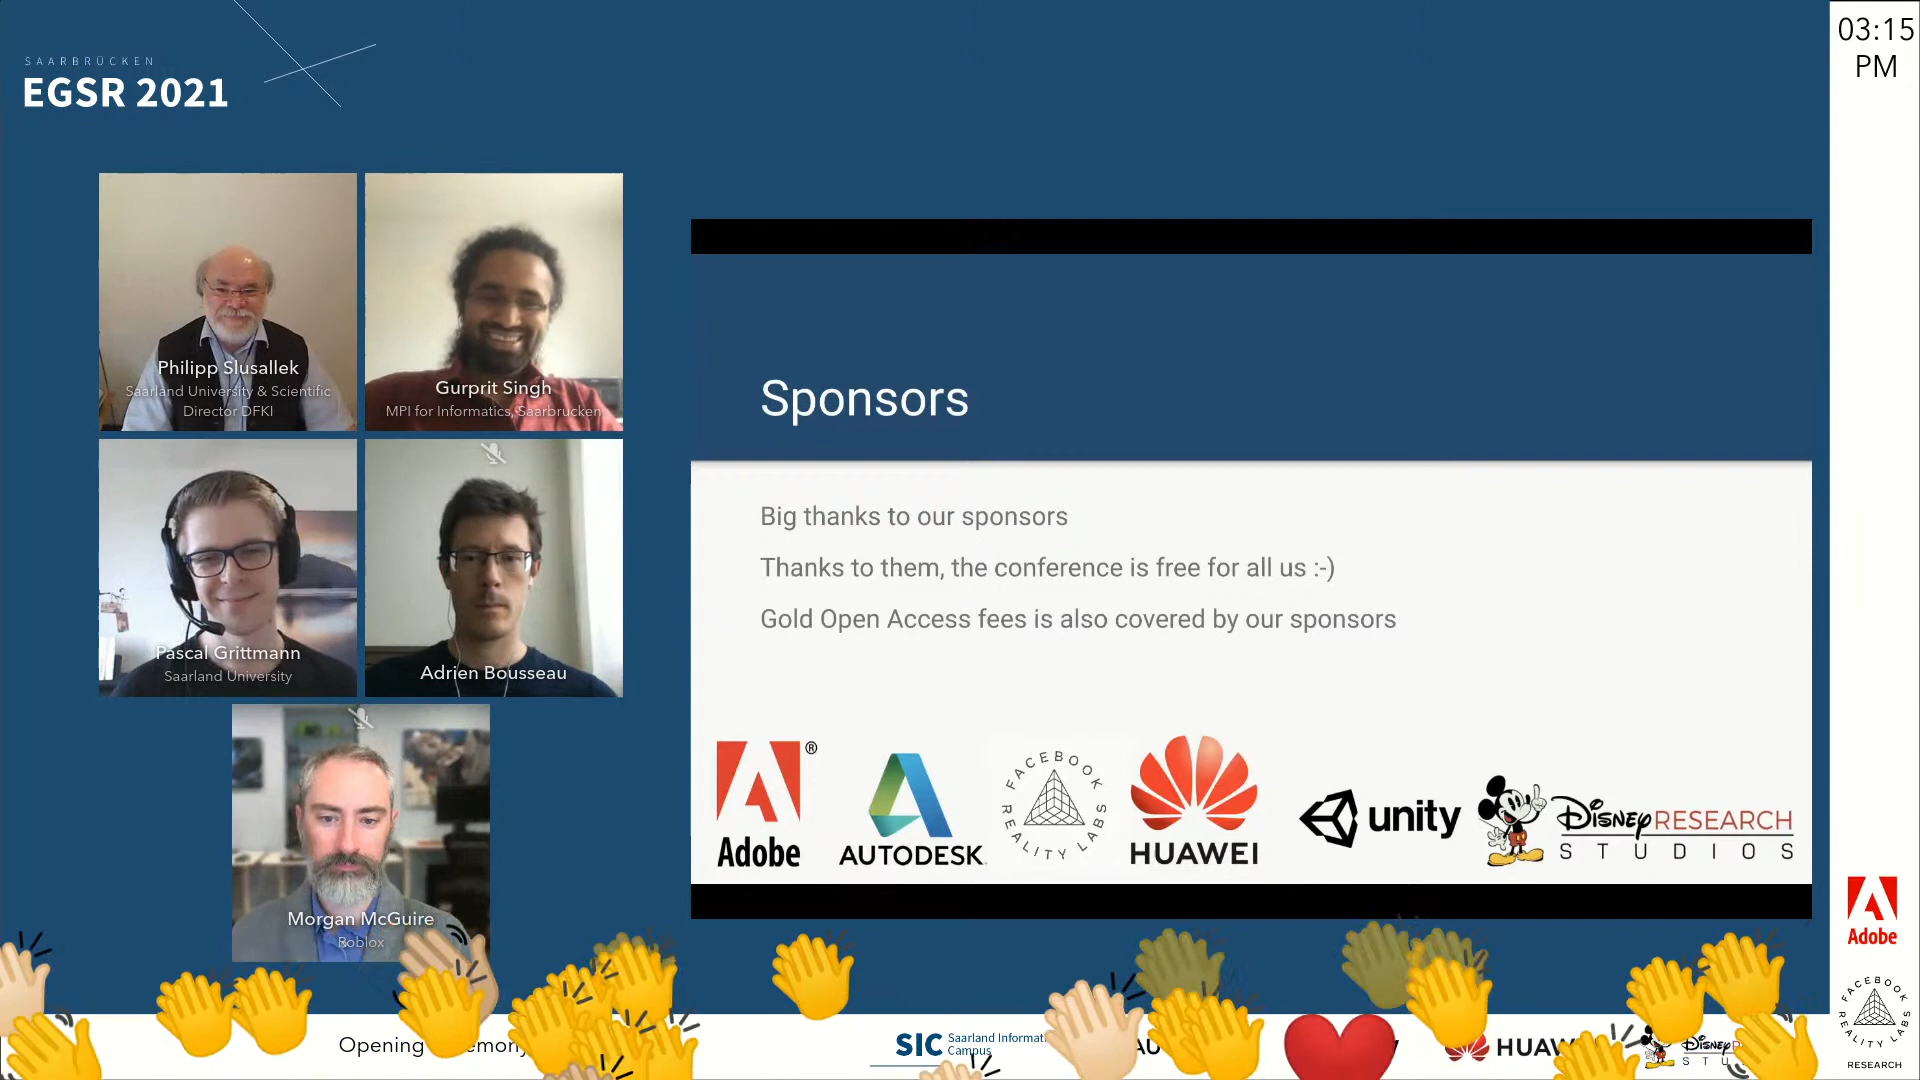 SAARBRÜCKEN
EGSR 2021
03:15
PM
Philipp Slusallek
Saarland University & Scientific
Director DFKI
Gurprit Singh
MPI for Informatics, Saarbrucken
Pascal Grittmann
Saarland University
Adrien Bousseau
Morgan McGuire
Roblox
Sponsors
Big thanks to our sponsors
Thanks to them, the conference is free for all us :-)
Gold Open Access fees is also covered by our sponsors
Adobe ®
AUTODESK
FACEBOOK
REALITY LABS
HUAWEI
unity
DISNEY RESEARCH
STUDIOS
Adobe
FACEBOOK
REALITY LABS
RESEARCH
Opening
SIC Saarland
Campus